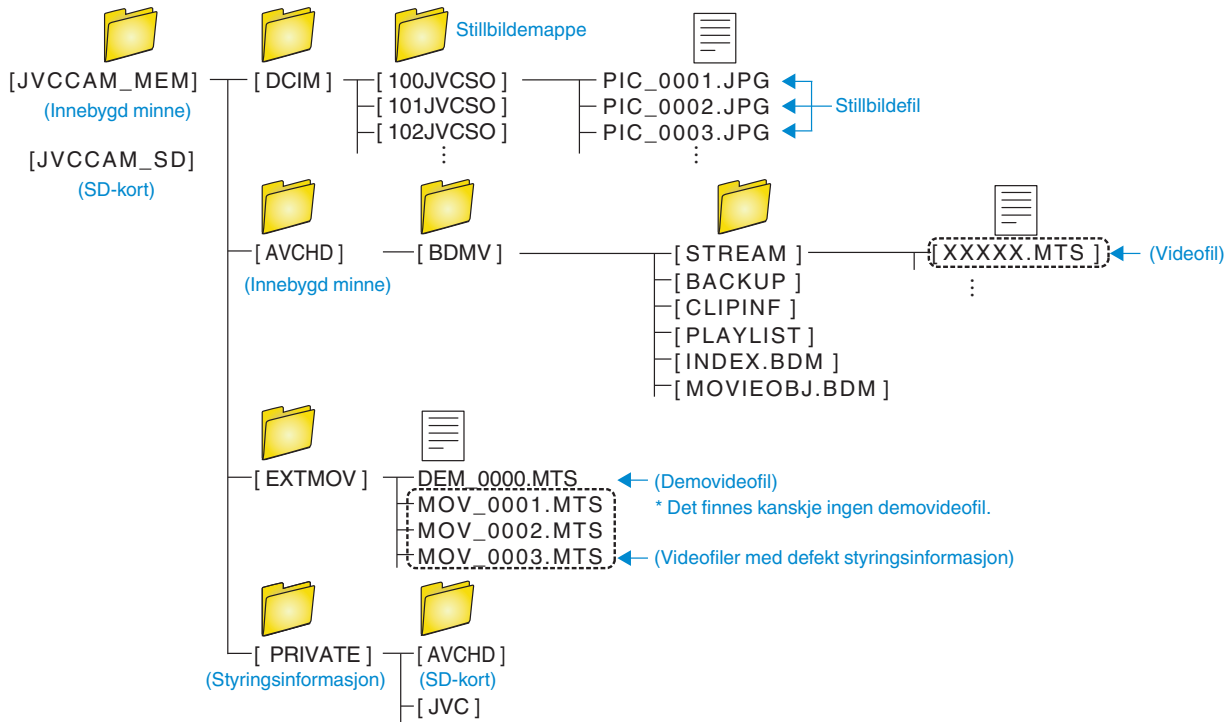 Stillbildemappe
[JVCCAM_MEM]
(Innebygd minne)
[JVCCAM_SD]
(SD-kort)
[DCIM]
[100JVCSO]
[101JVCSO]
[102JVCSO]
PIC_0001.JPG
PIC_0002.JPG
PIC_0003.JPG
Stillbildefil
[AVCHD]
(Innebygd minne)
[BDMV]
[STREAM]
[BACKUP]
[CLIPINF]
[PLAYLIST]
[INDEX.BDM]
[MOVIEOBJ.BDM]
[XXXXX.MTS]
(Videofil)
[EXTMOV]
DEM_0000.MTS
(Demovideofil)
* Det finnes kanskje ingen demovideofil.
MOV_0001.MTS
MOV_0002.MTS
MOV_0003.MTS
(Videofiler med defekt styringsinformasjon)
[PRIVATE]
(Styringsinformasjon)
[AVCHD]
(SD-kort)
[JVC]